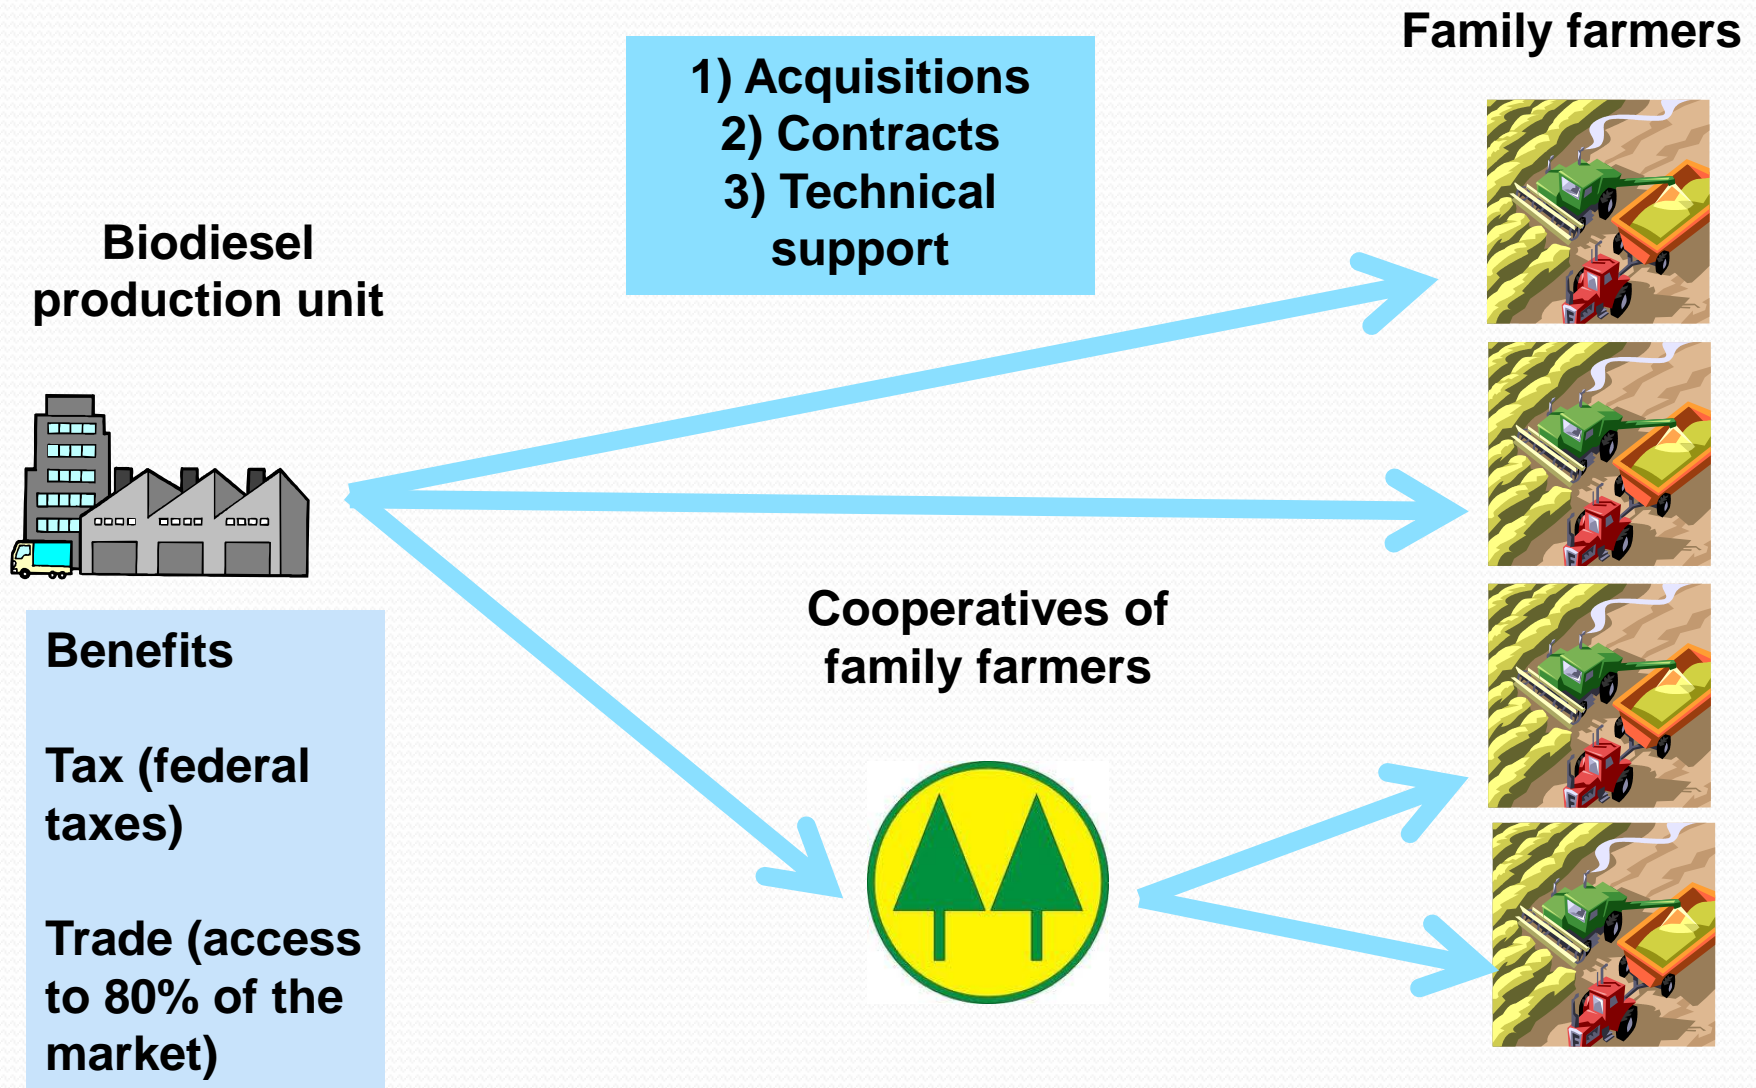 Family farmers
1) Acquisitions
2) Contracts
3) Technical
support
Biodiesel
production unit
Cooperatives of
family farmers
Benefits
Tax (federal
taxes)
Trade (access
to 80% of the
market)